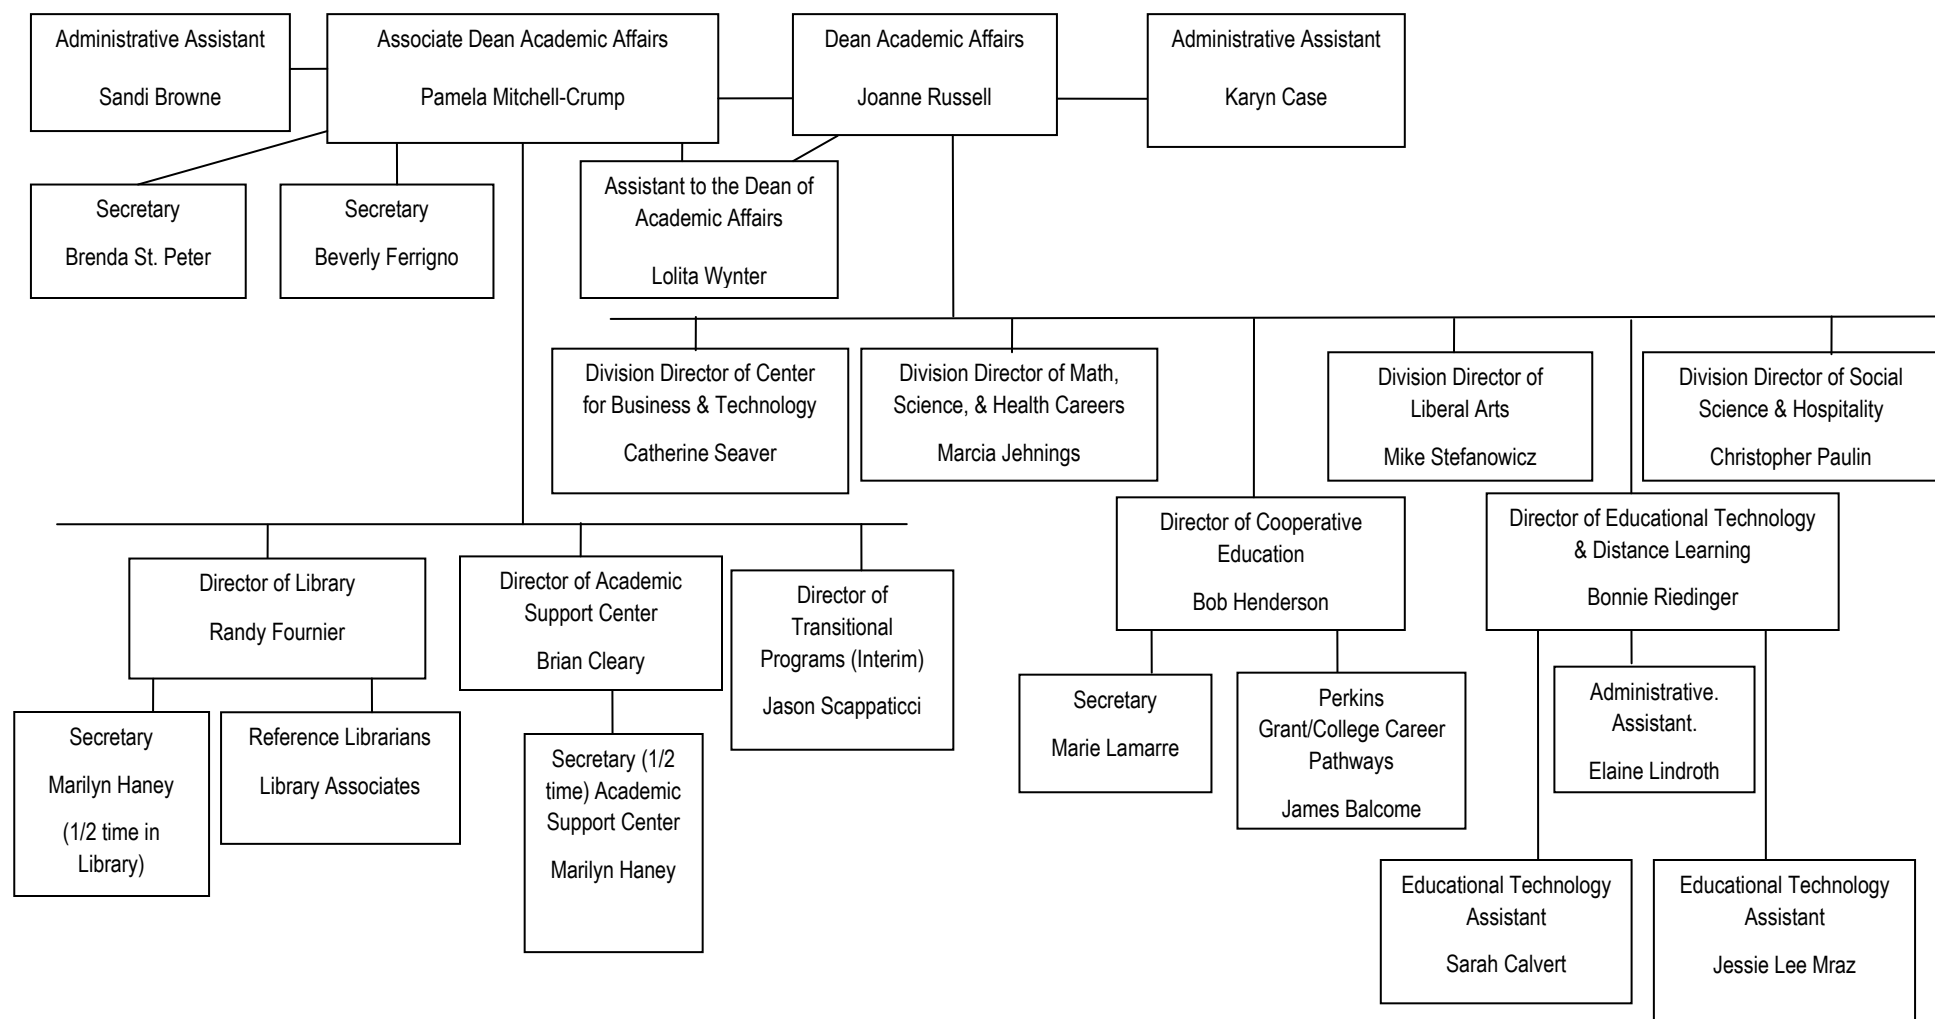 Administrative Assistant
Sandi Browne
Associate Dean Academic Affairs
Pamela Mitchell-Crump
Dean Academic Affairs
Joanne Russell
Administrative Assistant
Karyn Case
Secretary
Brenda St. Peter
Secretary
Beverly Ferrigno
Assistant to the Dean of
Academic Affairs
Lolita Wynter
Division Director of Center
for Business & Technology
Catherine Seaver
Division Director of Math,
Science, & Health Careers
Marcia Jehnings
Division Director of
Liberal Arts
Mike Stefanowicz
Division Director of Social
Science & Hospitality
Christopher Paulin
Director of Cooperative
Education
Bob Henderson
Director of Educational Technology
& Distance Learning
Bonnie Riedinger
Director of Library
Randy Fournier
Director of Academic
Support Center
Brian Cleary
Director of
Transitional
Programs (Interim)
Jason Scappaticci
Secretary
Marilyn Haney
(1/2 time in
Library)
Reference Librarians
Library Associates
Secretary (1/2
time) Academic
Support Center
Marilyn Haney
Secretary
Marie Lamarre
Perkins
Grant/College Career
Pathways
James Balcome
Administrative.
Assistant.
Elaine Lindroth
Educational Technology
Assistant
Sarah Calvert
Educational Technology
Assistant
Jessie Lee Mraz